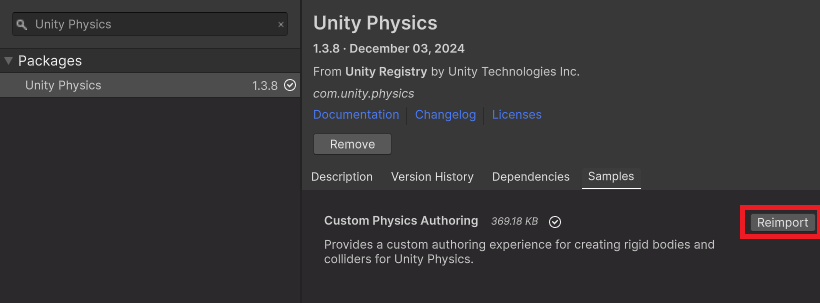 Unity Physics ×
Packages
Unity Physics 1.3.8
Unity Physics
1.3.8 · December 03, 2024
From Unity Registry by Unity Technologies Inc.
com.unity.physics
Documentation Changelog Licenses
Remove
Description Version History Dependencies Samples
Custom Physics Authoring 369.18 KB Reimport
Provides a custom authoring experience for creating rigid bodies and
colliders for Unity Physics.